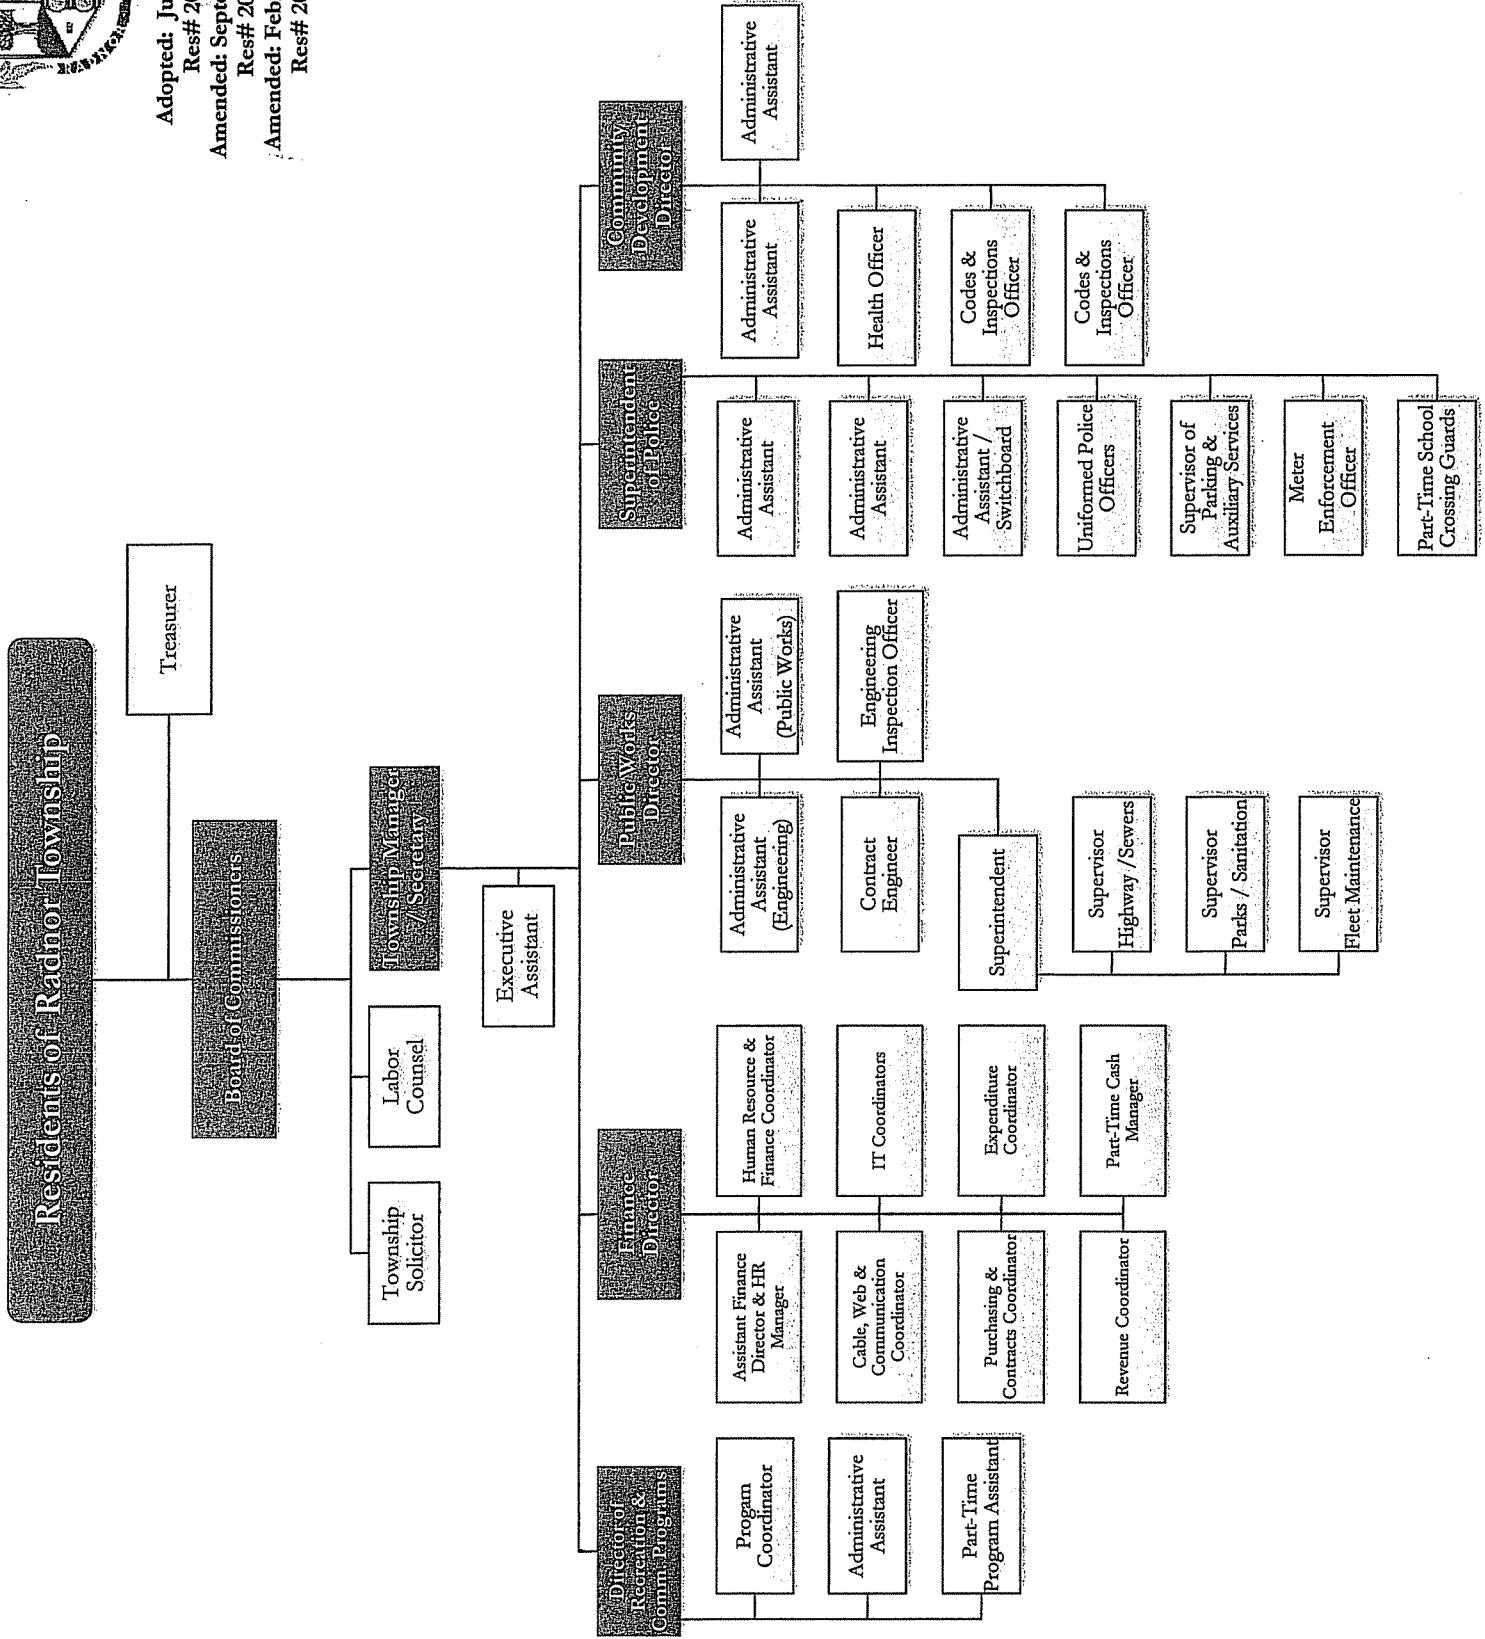 RADNOR
Adopted: Ju
Res# 20
Amended: Septe
Res# 20
Amended: Feb
Res# 20
Residents of Radnor Township
Treasurer
Board of Commissioners
Township
Solicitor
Labor
Counsel
Township Manager
/ Secretary
Executive
Assistant
Director of
Recreation &
Comm Programs
Progam
Coordinator
Administrative
Assistant
Part-Time
Program Assistant
Finance
Director
Assistant Finance
Director & HR
Manager
Human Resource &
Finance Coordinator
Cable, Web &
Communication
Coordinator
IT Coordinators
Purchasing &
Contracts Coordinator
Expenditure
Coordinator
Revenue Coordinator
Part-Time Cash
Manager
Public Works
Director
Administrative
Assistant
(Engineering)
Administrative
Assistant
(Public Works)
Contract
Engineer
Engineering
Inspection Officer
Superintendent
Supervisor
Highway /Sewers
Supervisor
Parks / Sanitation
Supervisor
Fleet Maintenance
Superintendent
of Police
Administrative
Assistant
Administrative
Assistant
Administrative
Assistant /
Switchboard
Uniformed Police
Officers
Supervisor of
Parking &
Auxiliary Services
Meter
Enforcement
Officer
Part-Time School
Crossing Guards
Community
Development
Director
Administrative
Assistant
Administrative
Assistant
Health Officer
Codes &
Inspections
Officer
Codes &
Inspections
Officer